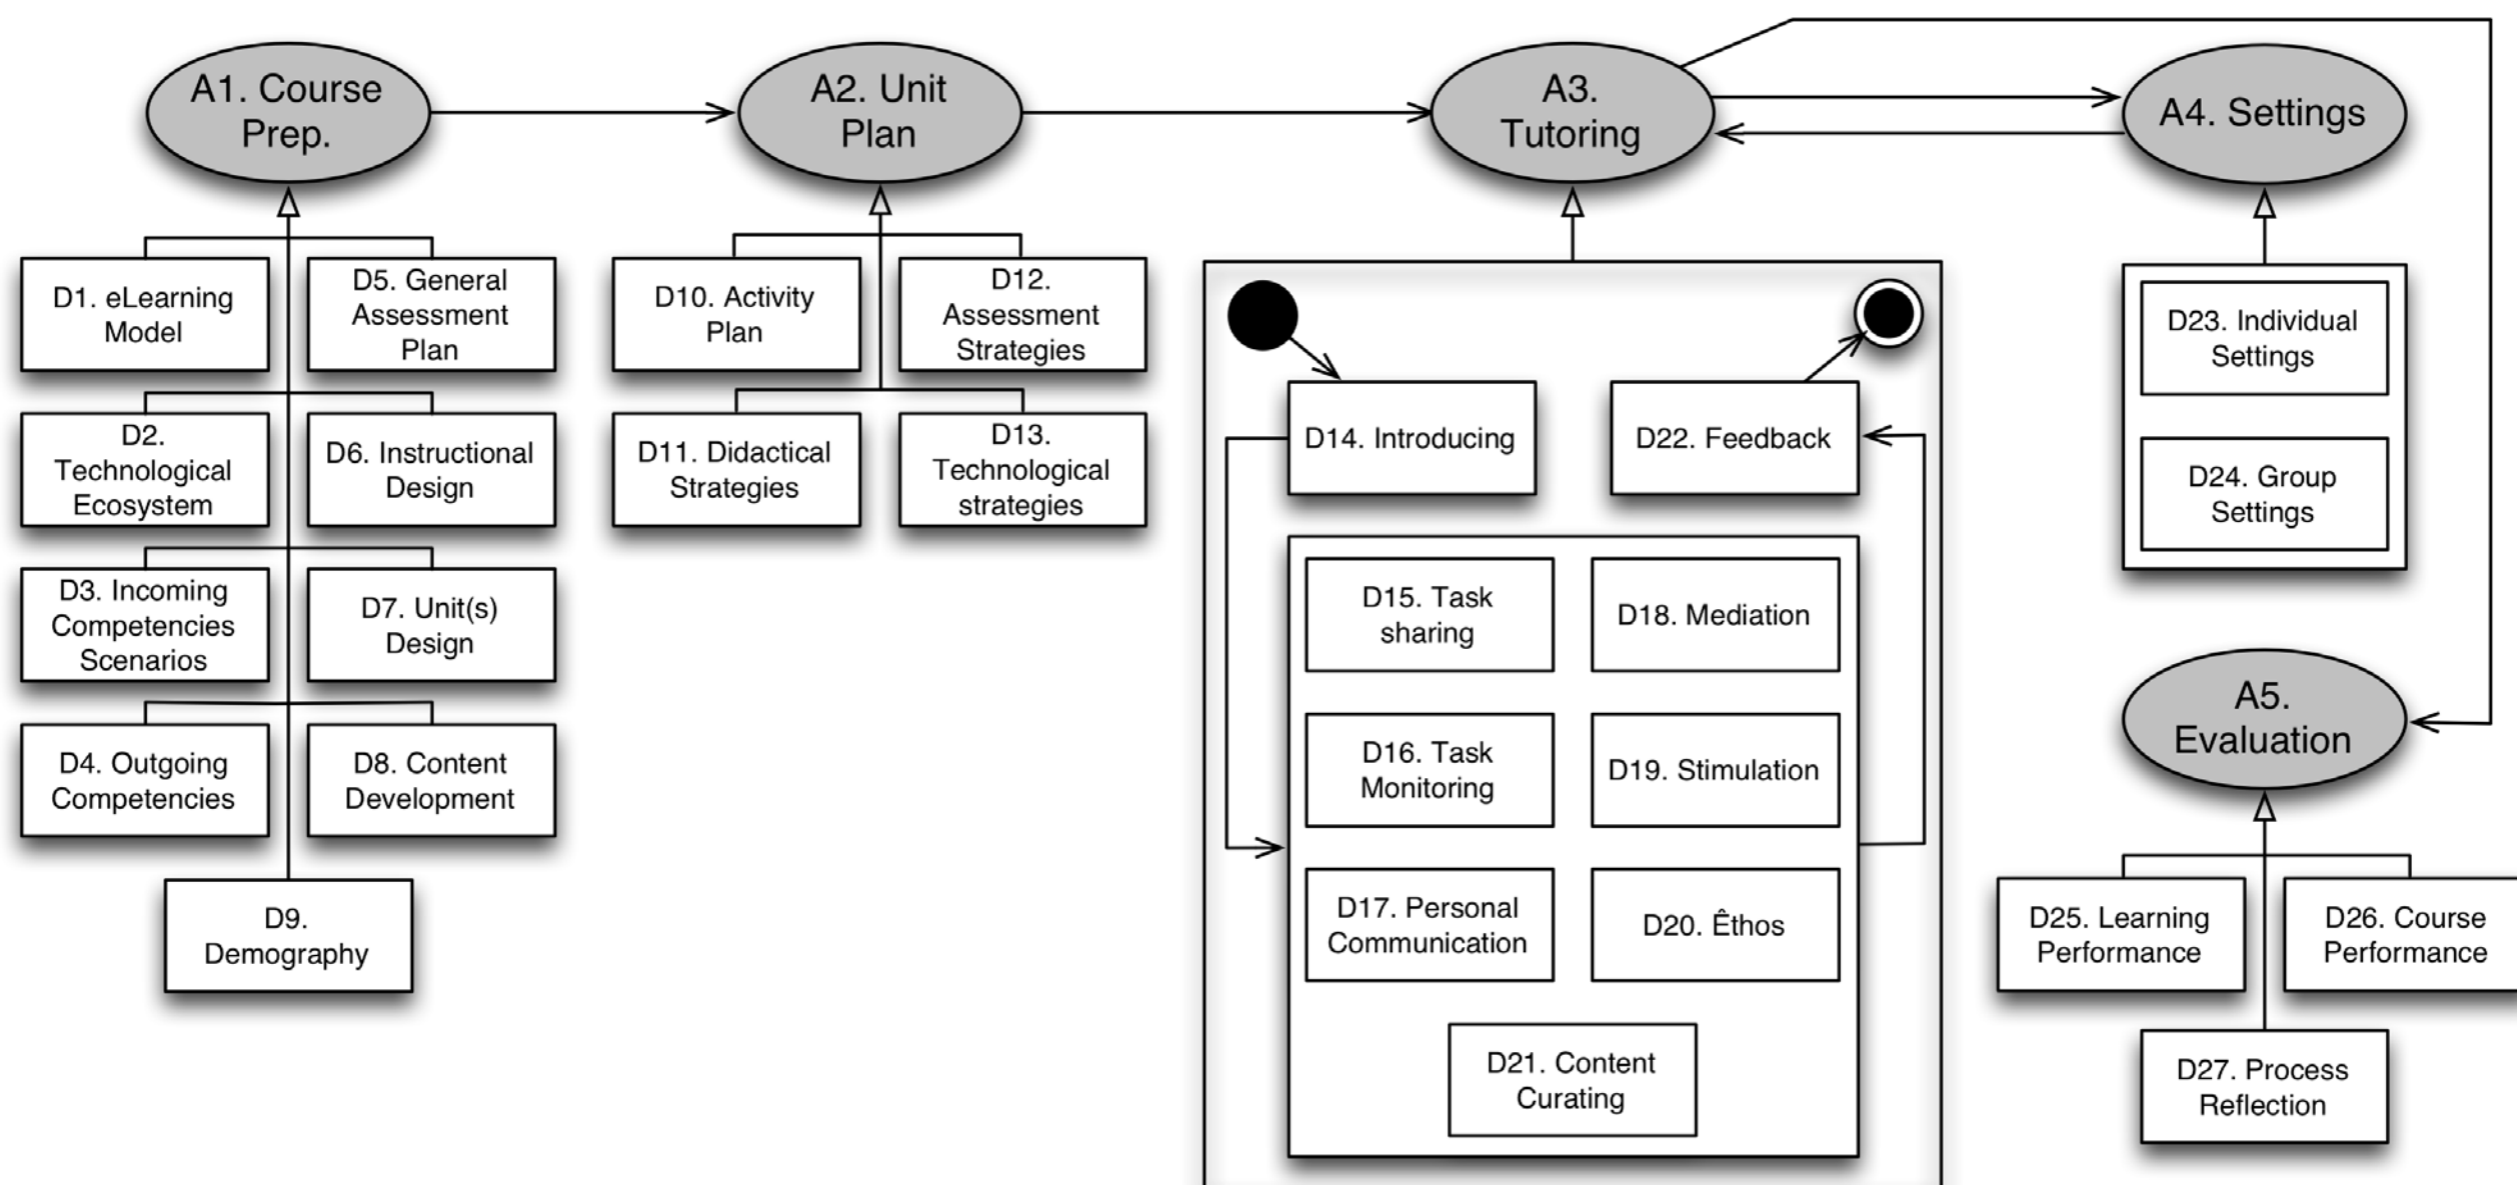 A1. Course
Prep.
A2. Unit
Plan
A3.
Tutoring
A4. Settings
D1. eLearning
Model
D5. General
Assessment
Plan
D2.
Technological
Ecosystem
D6. Instructional
Design
D3. Incoming
Competencies
Scenarios
D7. Unit(s)
Design
D4. Outgoing
Competencies
D8. Content
Development
D9.
Demography
D10. Activity
Plan
D12.
Assessment
Strategies
D11. Didactical
Strategies
D13.
Technological
strategies
D14. Introducing
D22. Feedback
D15. Task
sharing
D18. Mediation
D16. Task
Monitoring
D19. Stimulation
D17. Personal
Communication
D20. Êthos
D21. Content
Curating
D23. Individual
Settings
D24. Group
Settings
A5.
Evaluation
D25. Learning
Performance
D26. Course
Performance
D27. Process
Reflection